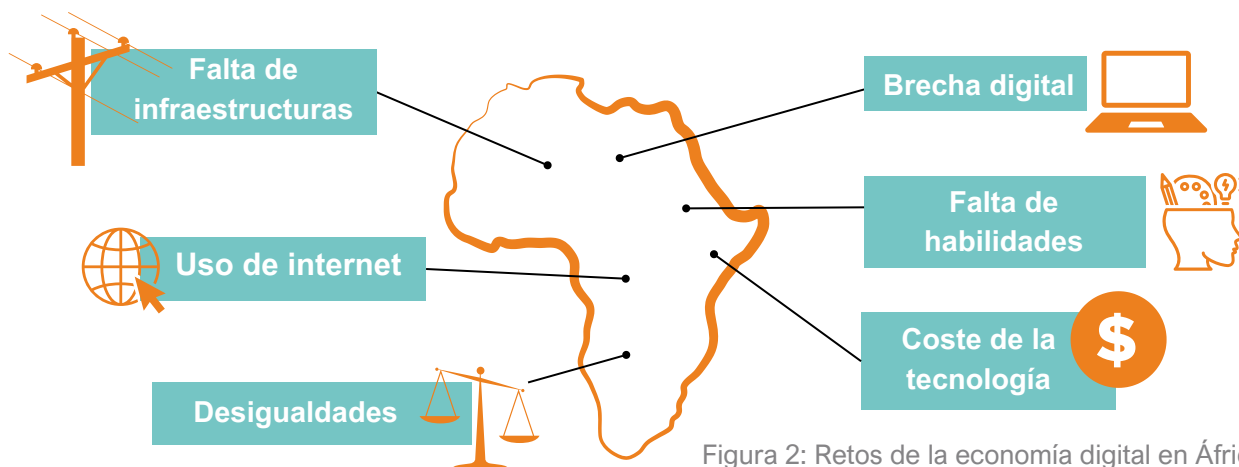 Falta de
infraestructuras
Uso de internet
Desigualdades
Brecha digital
Falta de
habilidades
Coste de la
tecnología
$
Figura 2: Retos de la economía digital en Áfri